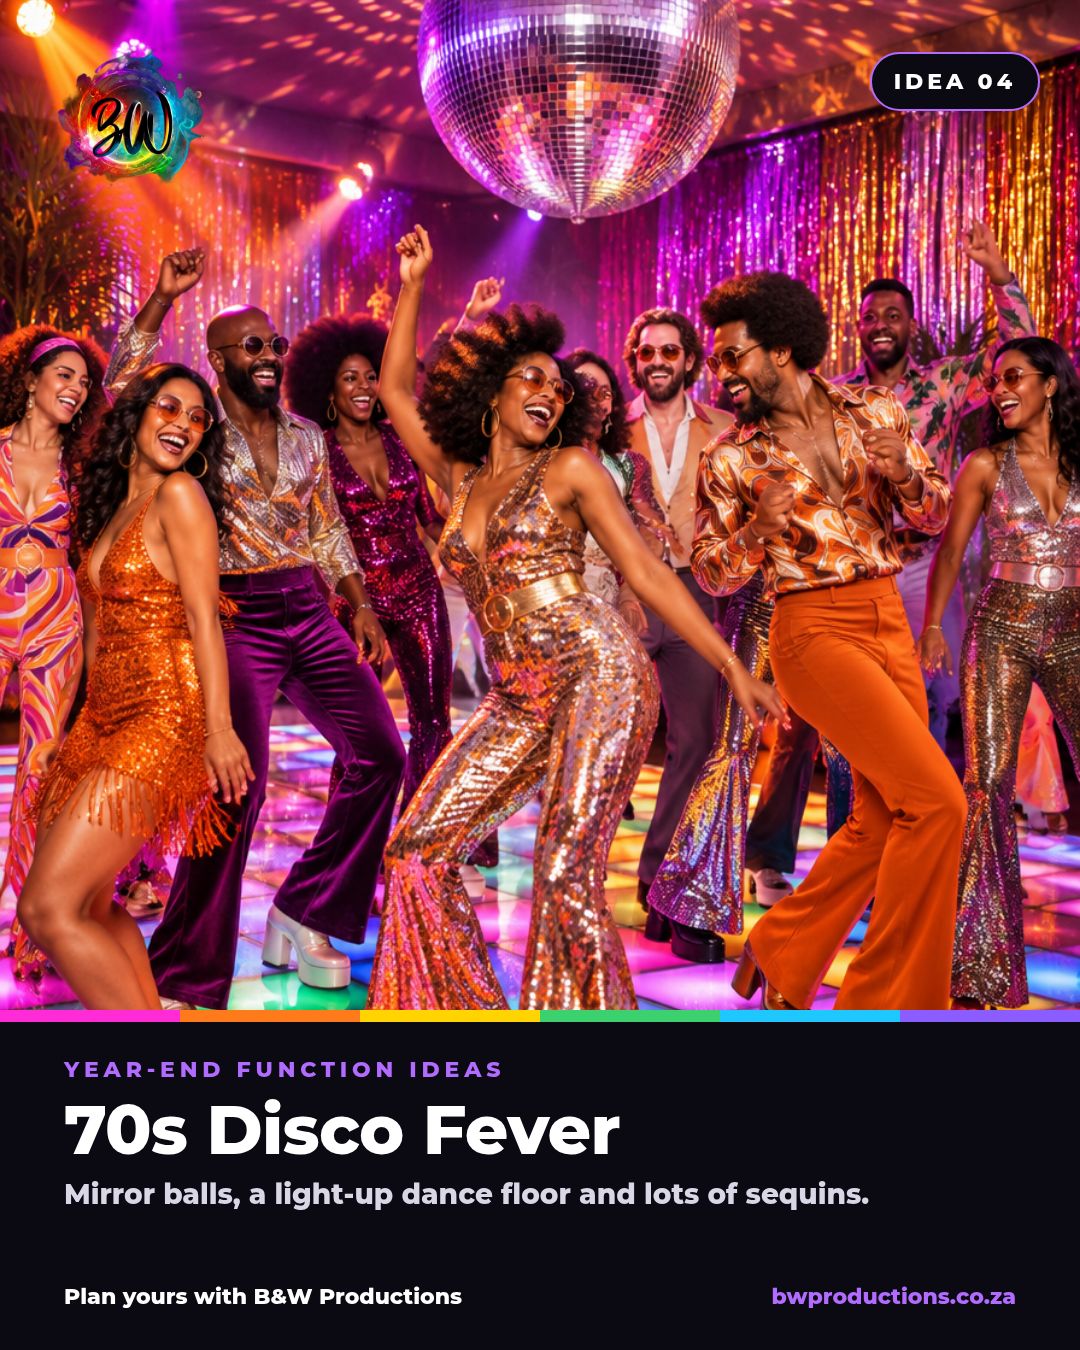 BW
IDEA 04
YEAR-END FUNCTION IDEAS
70s Disco Fever
Mirror balls, a light-up dance floor and lots of sequins.
Plan yours with B&W Productions
bwproductions.co.za